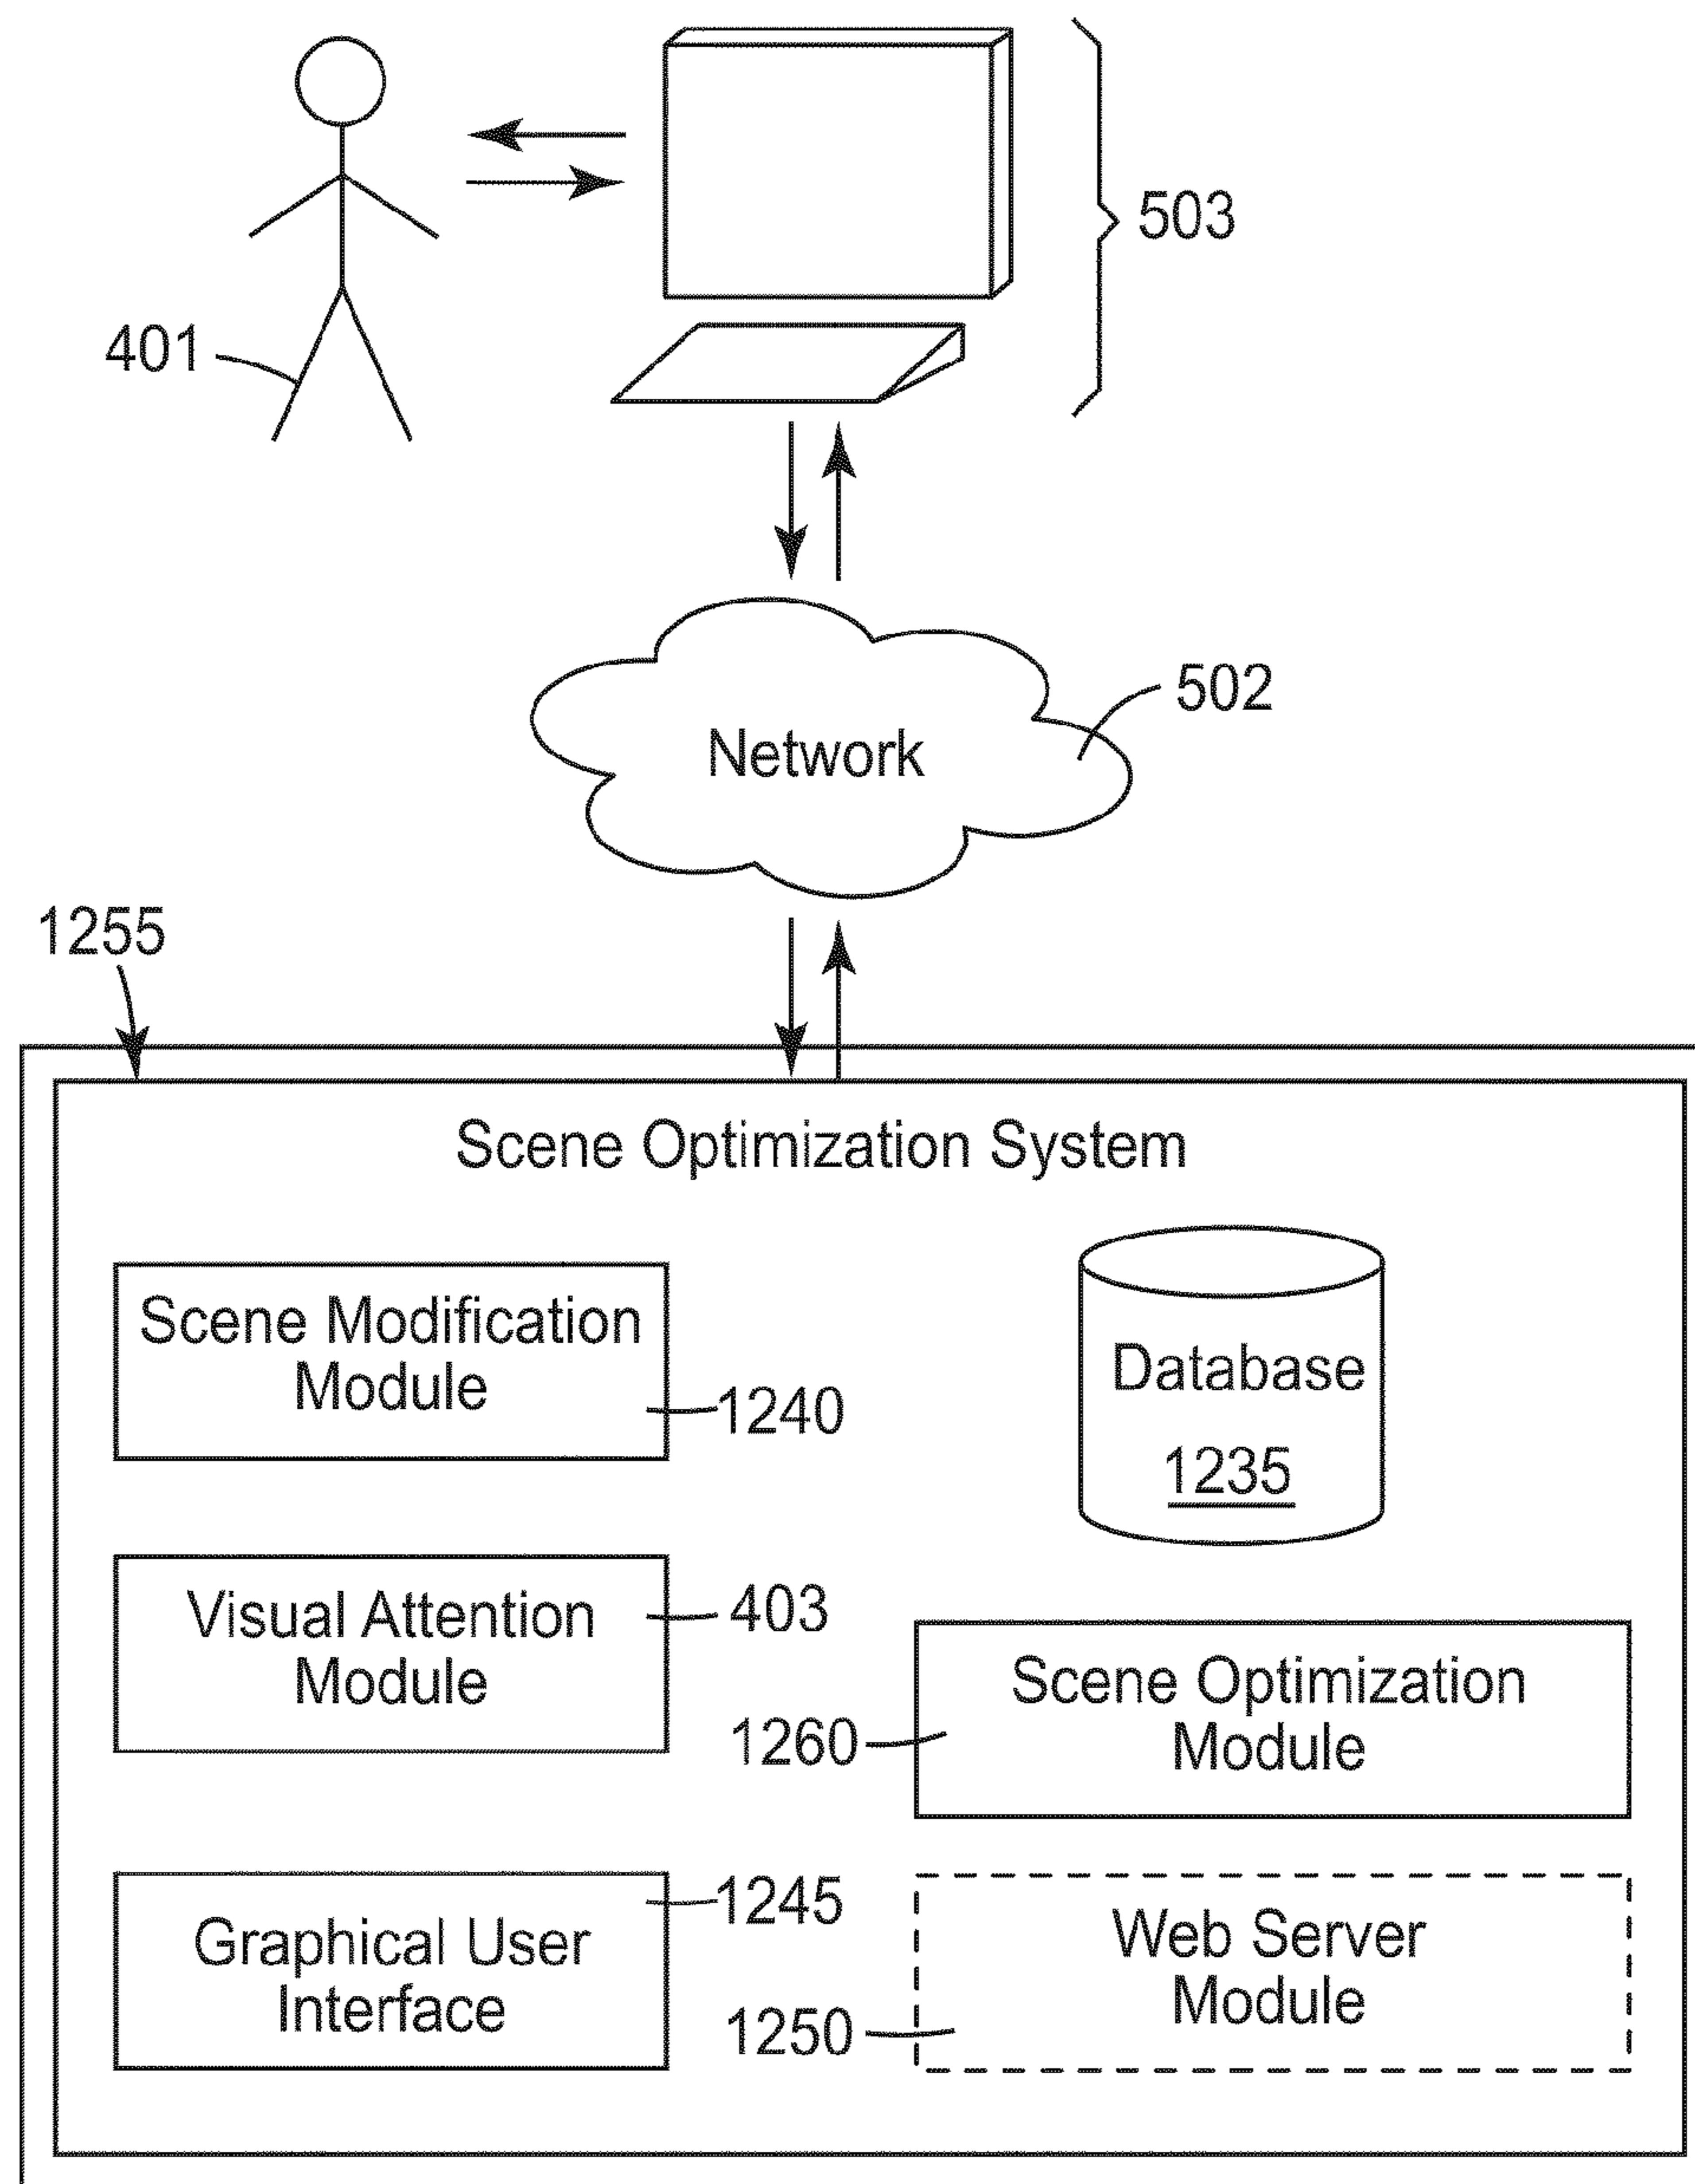 503
401
502
Network
1255
Scene Optimization System
Scene Modification
Module
1240
Database
1235
Visual Attention
Module
403
Scene Optimization
Module
1260
Graphical User
Interface
1245
Web Server
Module
1250